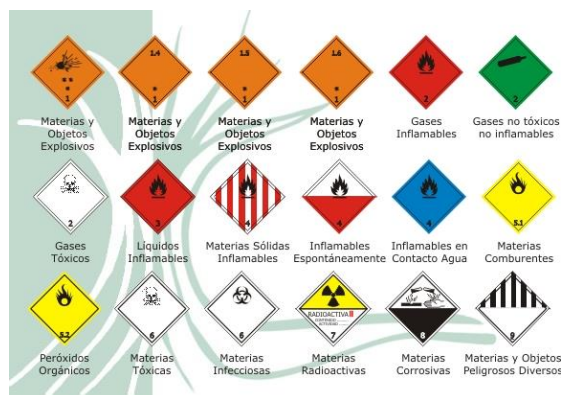 1.4
1.5
1.6
* *
*
*
*
*
1
1
1
1
2
2
Materias y
Objetos
Explosivos
Materias y
Objetos
Explosivos
Materias y
Objetos
Explosivos
Materias y
Objetos
Explosivos
Gases
Inflamables
Gases no tóxicos
no inflamables
2
3
4
4
4
5.1
Gases
Tóxicos
Líquidos
Inflamables
Materias Sólidas
Inflamables
Inflamables
Espontáneamente
Inflamables en
Contacto Agua
Materias
Comburentes
RADIOACTIVA
5.2
6
6
7
8
9
Peróxidos
Orgánicos
Materias
Tóxicas
Materias
Infecciosas
Materias
Radioactivas
Materias
Corrosivas
Materias y Objetos
Peligrosos Diversos